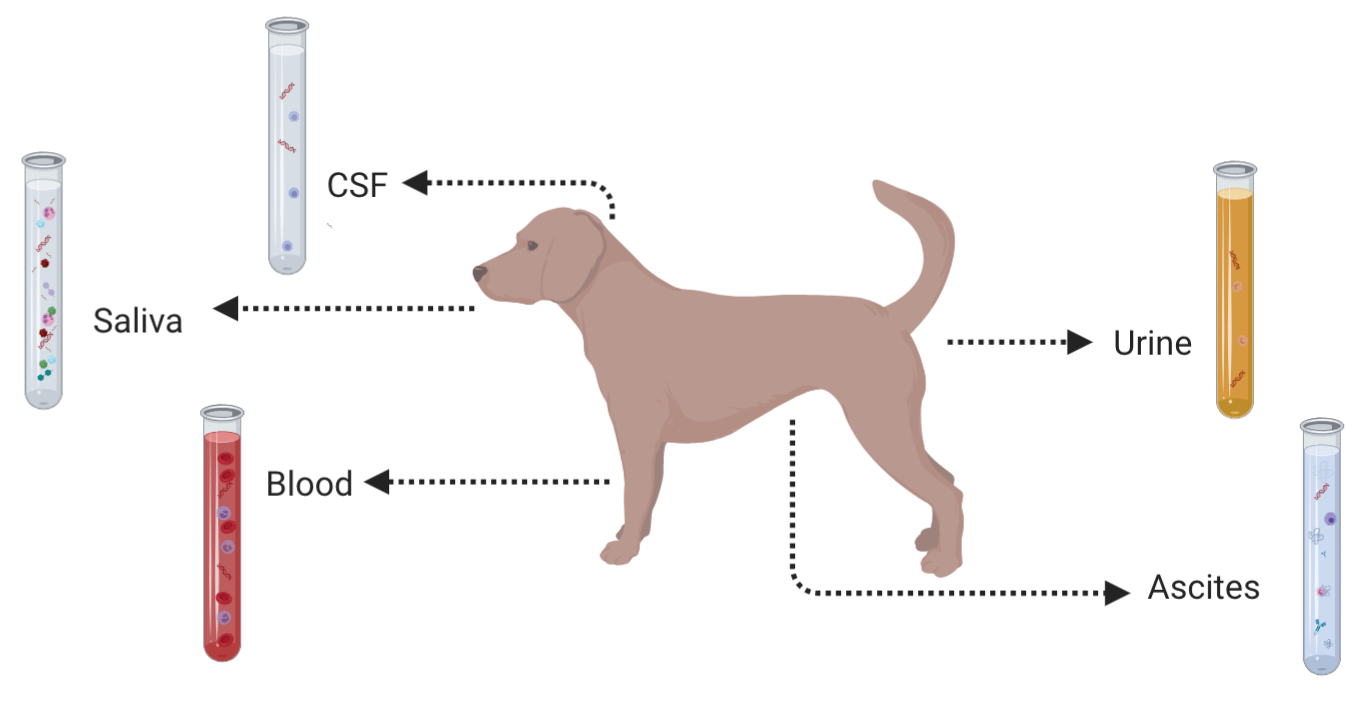 CSF
Saliva
Urine
Blood
Ascites